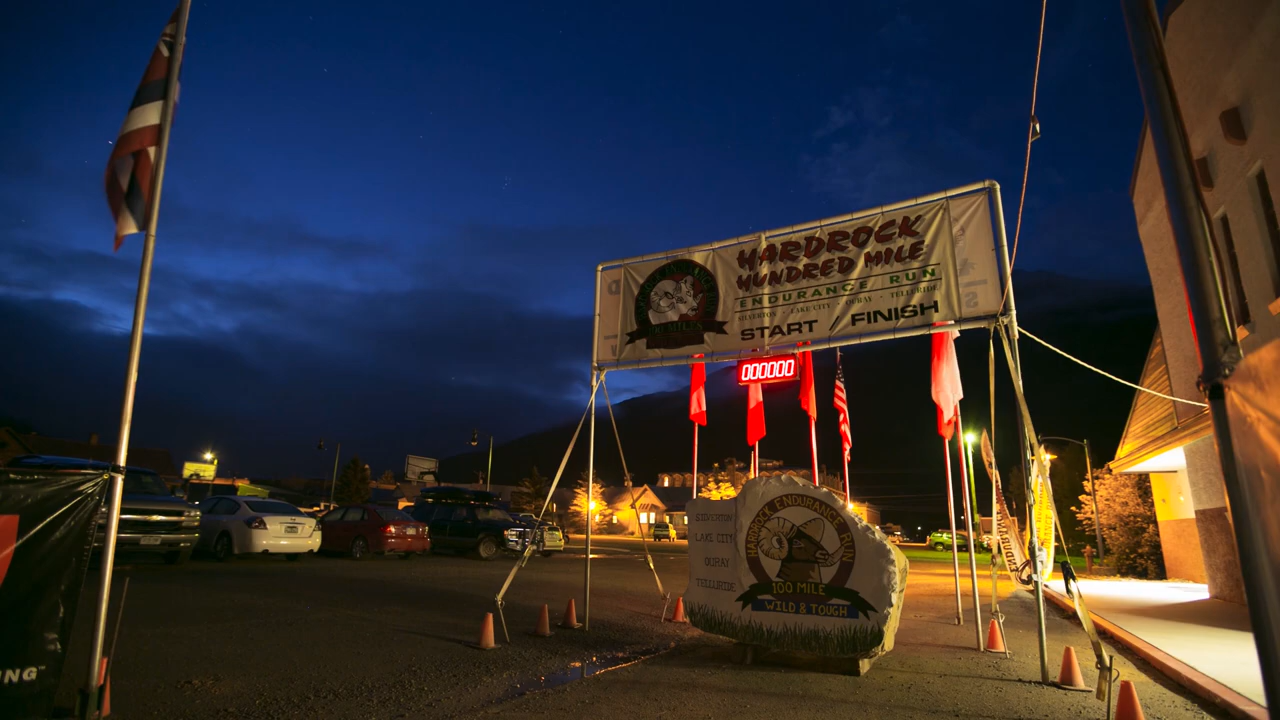 HARDROCK
HUNDRED MILE
ENDURANCE RUN
SILVERTON - LAKE CITY - OURAY - TELLURIDE
START / FINISH
000000
HARDROCK ENDURANCE RUN
SILVERTON
LAKE CITY
OURAY
TELLURIDE
100 MILE
WILD & TOUGH
ING™